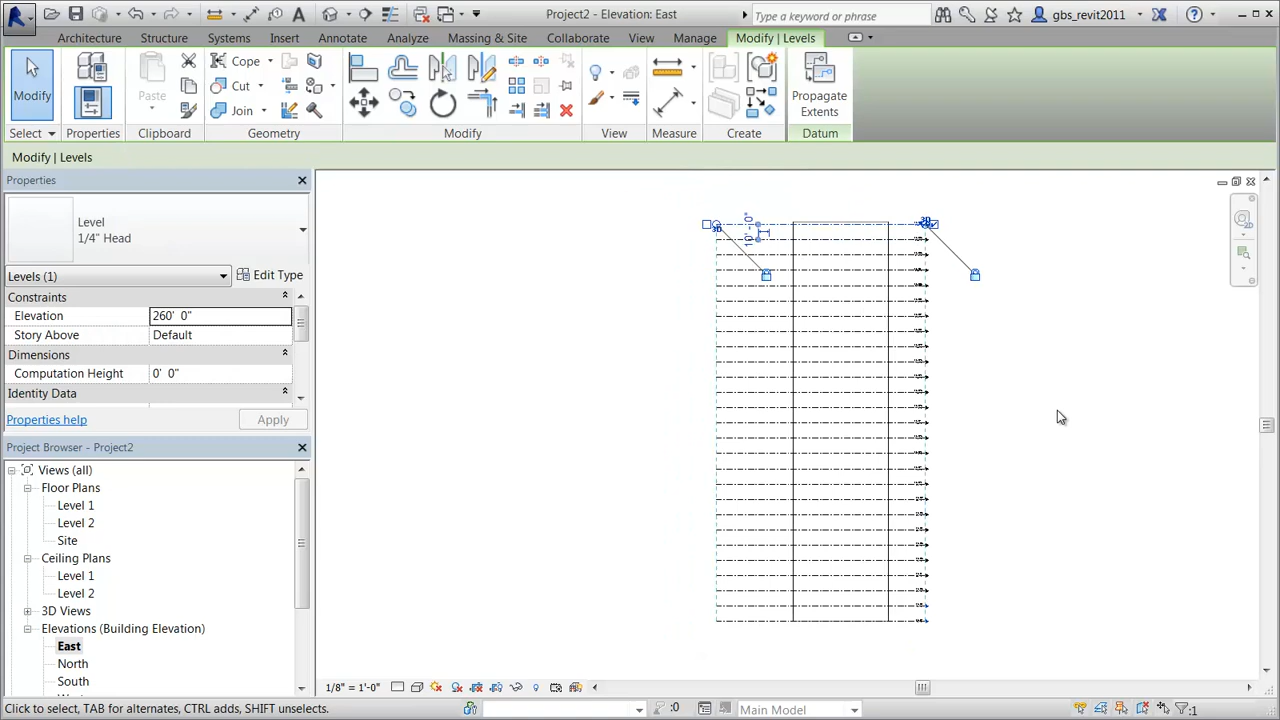 Project2 - Elevation: East
Type a keyword or phrase
gbs_revit2011
Architecture Structure Systems Insert Annotate Analyze Massing & Site Collaborate View Manage Modify | Levels
Modify
Paste
Cope
Cut
Join
Propagate
Extents
Select Properties Clipboard Geometry Modify View Measure Create Datum
Modify | Levels
Properties
Level
1/4" Head
Levels (1)
Edit Type
Constraints
Elevation 260' 0"
Story Above Default
Dimensions
Computation Height 0' 0"
Identity Data
Properties help
Apply
Project Browser - Project2
Views (all)
Floor Plans
Level 1
Level 2
Site
Ceiling Plans
Level 1
Level 2
3D Views
Elevations (Building Elevation)
East
North
South
3D
10' - 0"
3D
1/8" = 1'-0"
Click to select, TAB for alternates, CTRL adds, SHIFT unselects.
:0
Main Model
:1